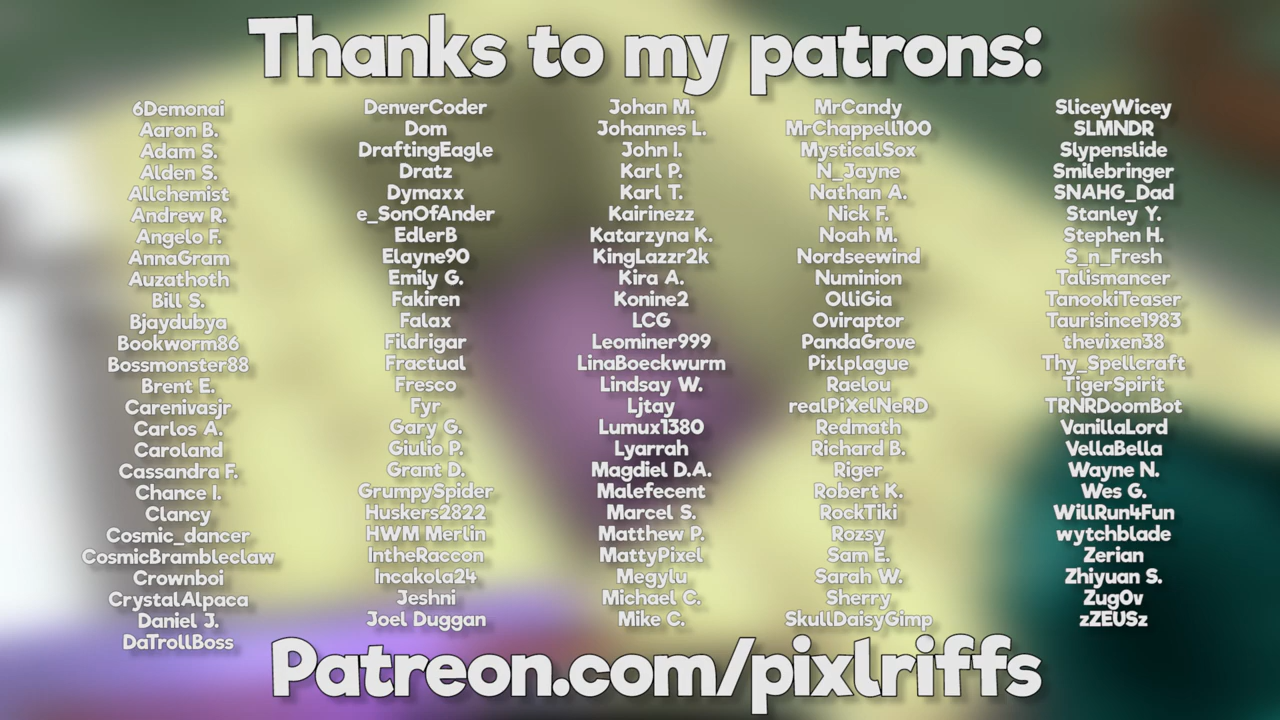 Thanks to my patrons:
6Demonai
Aaron B.
Adam S.
Alden S.
Allchemist
Andrew R.
Angelo F.
AnnaGram
Auzathoth
Bill S.
Bjaydubya
Bookworm86
Bossmonster88
Brent E.
Carenivasjr
Carlos A.
Caroland
Cassandra F.
Chance I.
Clancy
Cosmic_dancer
CosmicBrambleclaw
Crownboi
CrystalAlpaca
Daniel J.
DaTrollBoss
DenverCoder
Dom
DraftingEagle
Dratz
Dymaxx
e_SonOfAnder
EdlerB
Elayne90
Emily G.
Fakiren
Falax
Fildrigar
Fractual
Fresco
Fyr
Gary G.
Giulio P.
Grant D.
GrumpySpider
Huskers2822
HWM Merlin
IntheRaccon
Incakola24
Jeshni
Joel Duggan
Johan M.
Johannes L.
John I.
Karl P.
Karl T.
Kairinezz
Katarzyna K.
KingLazzr2k
Kira A.
Konine2
LCG
Leominer999
LinaBoeckwurm
Lindsay W.
Ljtay
Lumux1380
Lyarrah
Magdiel D.A.
Malefecent
Marcel S.
Matthew P.
MattyPixel
Megylu
Michael C.
Mike C.
MrCandy
MrChappell100
MysticalSox
N_Jayne
Nathan A.
Nick F.
Noah M.
Nordseewind
Numinion
OlliGia
Oviraptor
PandaGrove
Pixlplague
Raelou
realPiXelNeRD
Redmath
Richard B.
Riger
Robert K.
RockTiki
Rozsy
Sam E.
Sarah W.
Sherry
SkullDaisyGimp
SliceyWicey
SLMNDR
Slypenslide
Smilebringer
SNAHG_Dad
Stanley Y.
Stephen H.
S_n_Fresh
Talismancer
TanookiTeaser
Taurisince1983
thevixen38
Thy_Spellcraft
TigerSpirit
TRNRDoomBot
VanillaLord
VellaBella
Wayne N.
Wes G.
WillRun4Fun
wytchblade
Zerian
Zhiyuan S.
Zug0v
zZEUSz
Patreon.com/pixlriffs